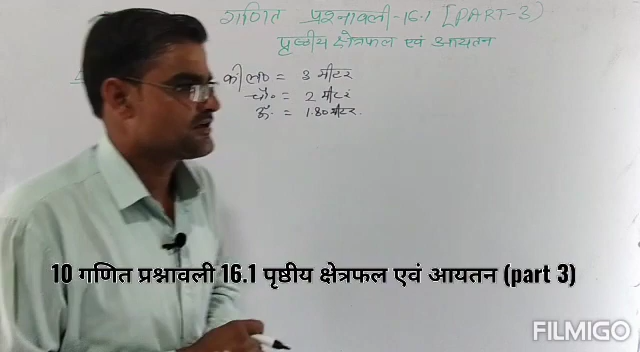 गणित प्रश्नावली-16.1 [PART-3)
पृष्ठीय क्षेत्रफल एवं आयतन
की ल० = 3 मीटर
चौ० = 2 मीटर
ऊँ. = 1.80 मीटर.
10 गणित प्रश्नावली 16.1 पृष्ठीय क्षेत्रफल एवं आयतन (part 3)
FILMIGO